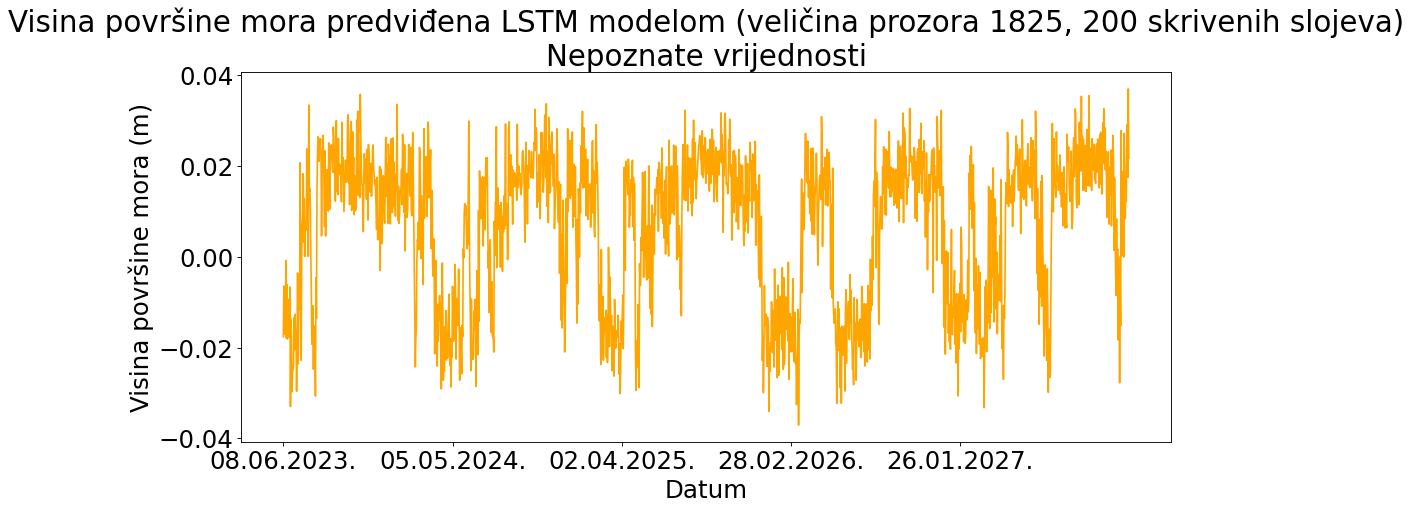 Visina površine mora predviđena LSTM modelom (veličina prozora 1825, 200 skrivenih slojeva)
Nepoznate vrijednosti
Visina površine mora (m)
0.04
0.02
0.00
−0.02
−0.04
08.06.2023. 05.05.2024. 02.04.2025. 28.02.2026. 26.01.2027.
Datum